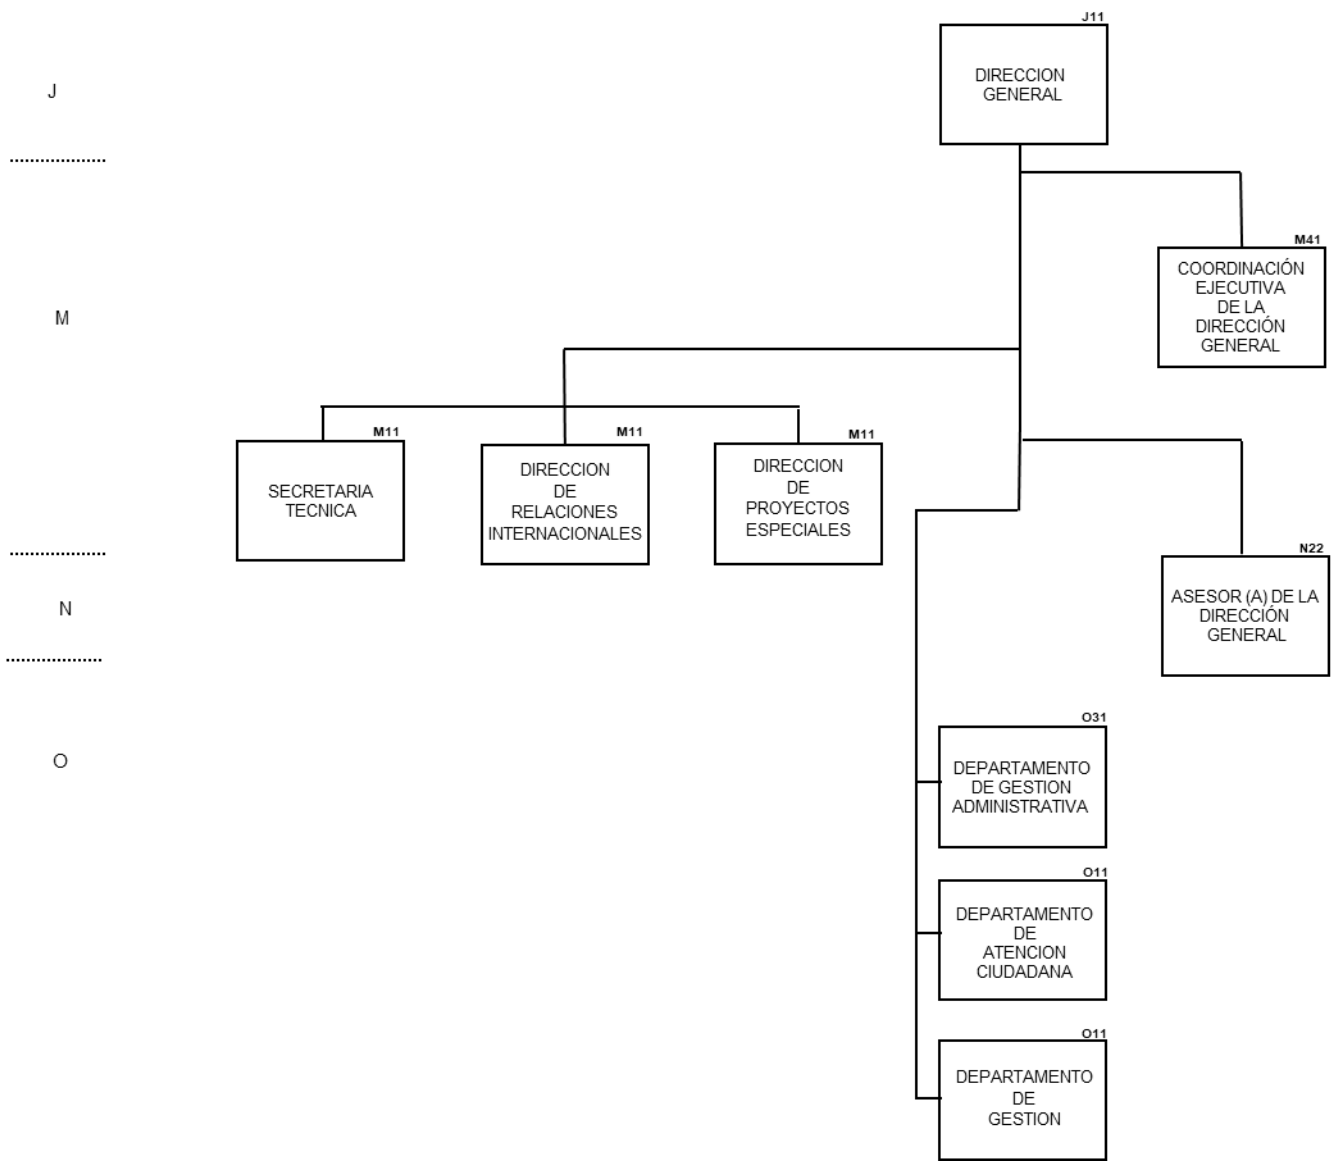 J11
DIRECCION
GENERAL
J
M41
COORDINACIÓN
EJECUTIVA
DE LA
DIRECCIÓN
GENERAL
M
M11
SECRETARIA
TECNICA
M11
DIRECCION
DE
RELACIONES
INTERNACIONALES
M11
DIRECCION
DE
PROYECTOS
ESPECIALES
N22
ASESOR (A) DE LA
DIRECCIÓN
GENERAL
N
O31
DEPARTAMENTO
DE GESTION
ADMINISTRATIVA
O
O11
DEPARTAMENTO
DE
ATENCION
CIUDADANA
O11
DEPARTAMENTO
DE
GESTION